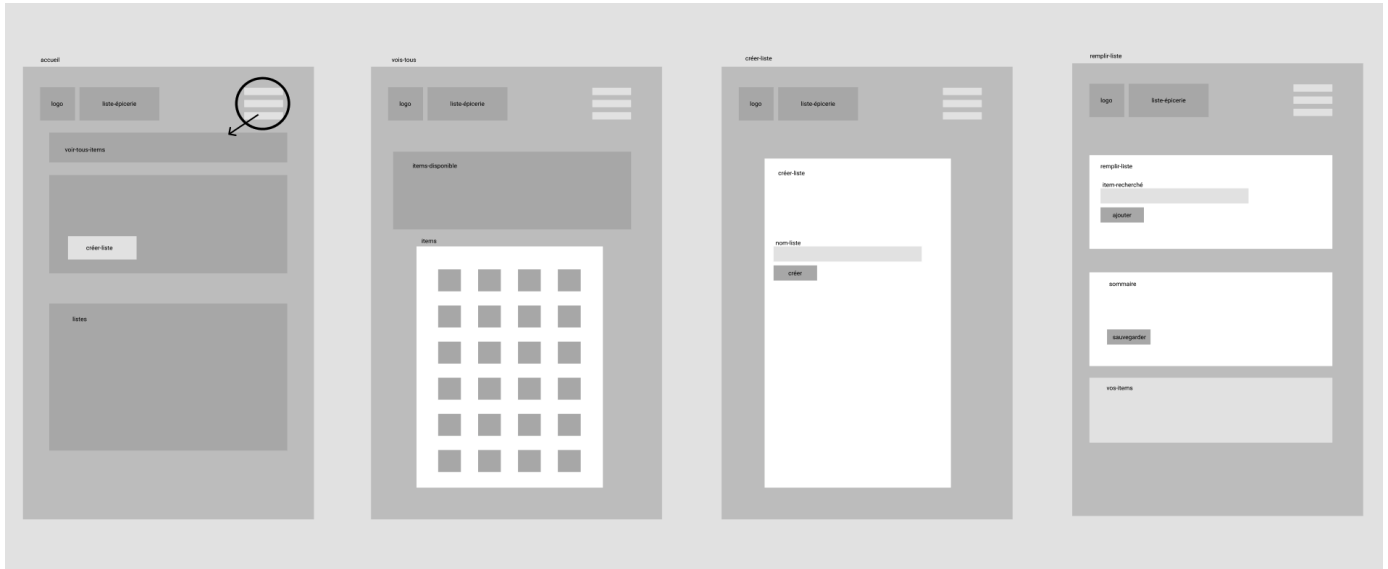 accueil
logo
liste-épicerie
voir-tous-items
créer-liste
listes
vois-tous
logo
liste-épicerie
items-disponible
items
créer-liste
logo
liste-épicerie
créer-liste
nom-liste
créer
remplir-liste
logo
liste-épicerie
remplir-liste
item-recherché
ajouter
sommaire
sauvegarder
vos-items